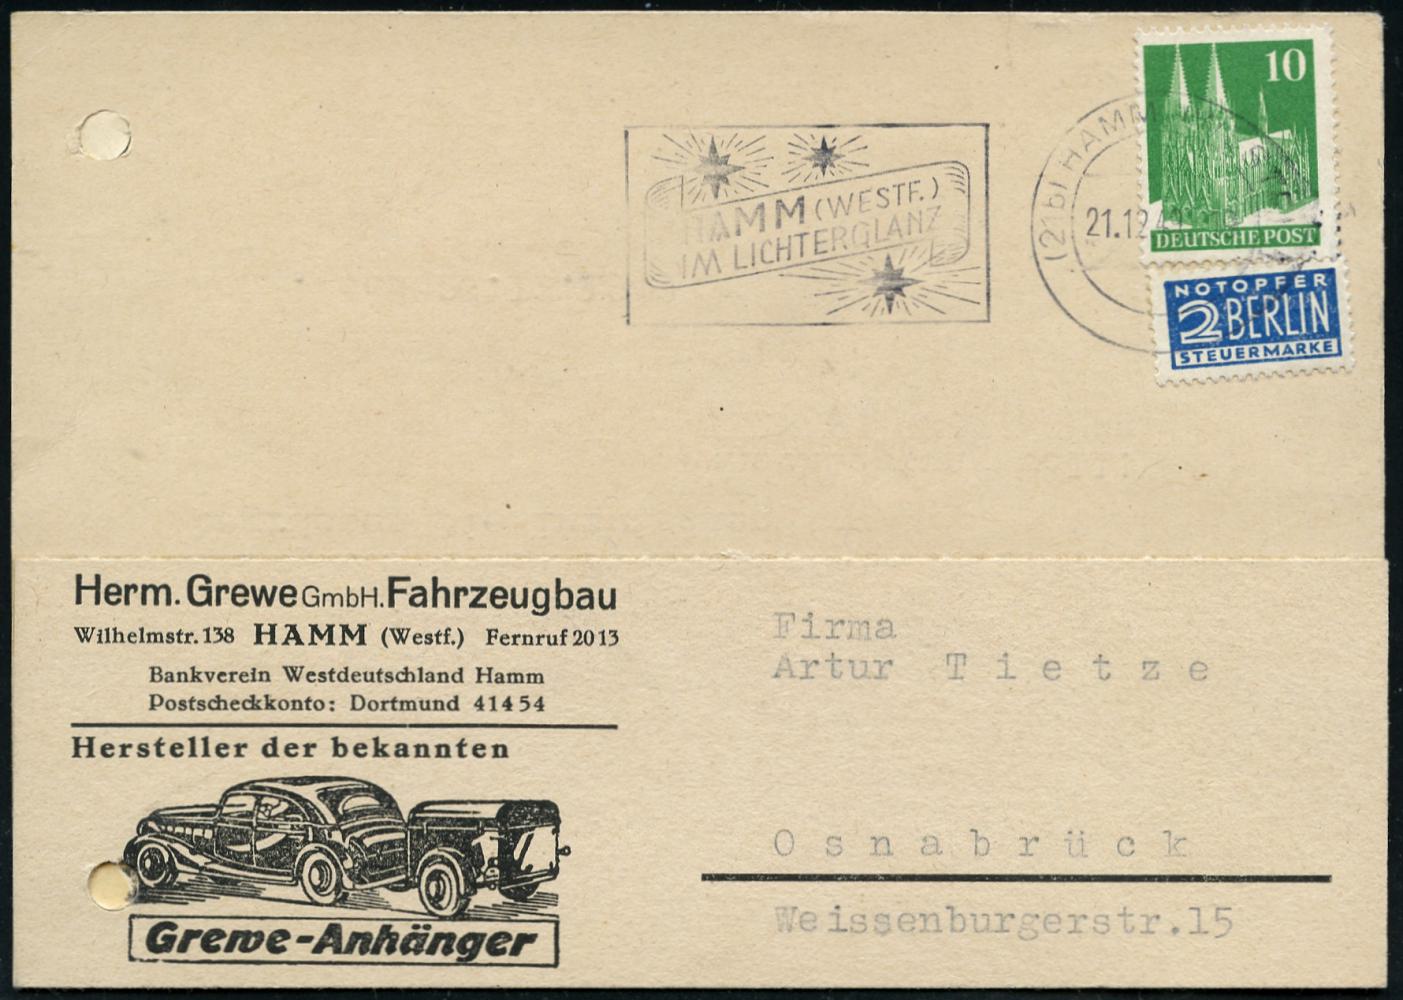 10
DEUTSCHE POST
NOTOPFER
2 BERLIN
STEUERMARKE
(21b) HAMM
21.12.49
HAMM (WESTF.)
IM LICHTERGLANZ
Herm. Grewe GmbH. Fahrzeugbau
Wilhelmstr. 138 HAMM (Westf.) Fernruf 2013
Bankverein Westdeutschland Hamm
Postscheckkonto: Dortmund 41454
Hersteller der bekannten
Grewe-Anhänger
Firma
Artur Tietze
Osnabrück
Weissenburgerstr.15